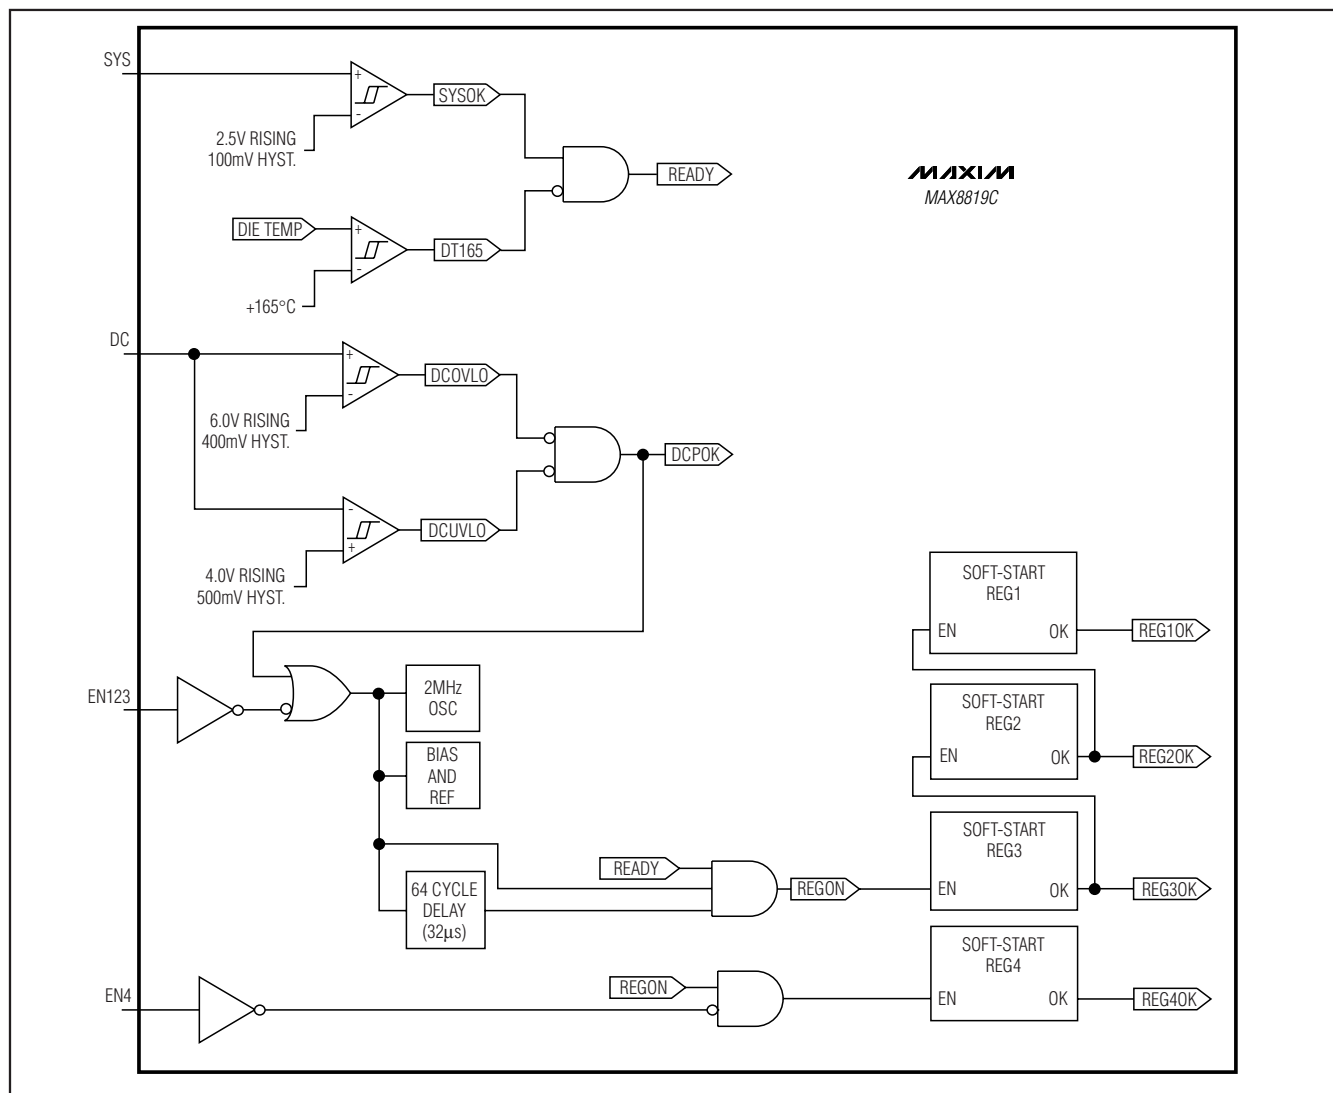 SYS
+
-
SYSOK
2.5V RISING
100mV HYST.
READY
MAXIM
MAX8819C
DIE TEMP
+
-
DT165
+165°C
DC
+
-
DCOVLO
6.0V RISING
400mV HYST.
DCPOK
-
+
DCUVLO
4.0V RISING
500mV HYST.
SOFT-START
REG1
EN
OK
REG1OK
EN123
2MHz
OSC
SOFT-START
REG2
EN
OK
REG2OK
BIAS
AND
REF
SOFT-START
REG3
EN
OK
REG3OK
READY
REGON
64 CYCLE
DELAY
(32μs)
SOFT-START
REG4
EN
OK
REG4OK
REGON
EN4